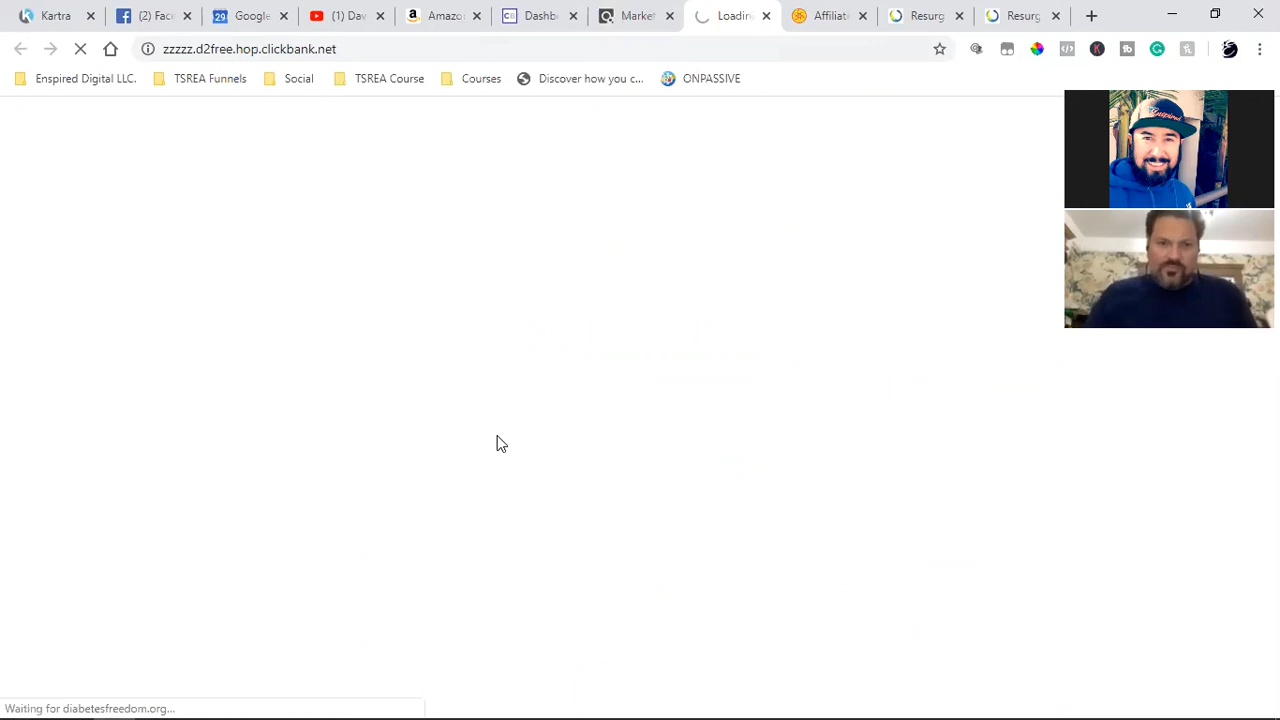 Kartra (2) Fac Google (1) Dav Amazo Dashb Market Loadin Affiliat Resurg Resurg
zzzzz.d2free.hop.clickbank.net
Enspired Digital LLC. TSREA Funnels Social TSREA Course Courses Discover how you c... ONPASSIVE
Waiting for diabetesfreedom.org...